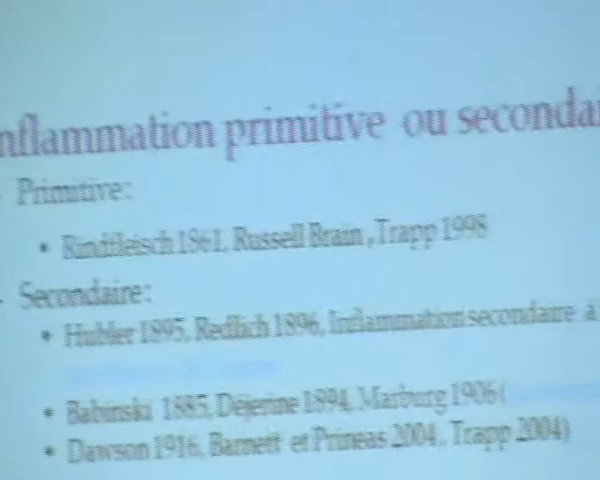 nflammation primitive ou secondai
- Primitive:
• Rindfleisch 1861, Russell Brain , Trapp 1998
- Secondaire:
• Hubler 1895, Redlich 1896, Inflammation secondaire à
• Babinski 1885, Dejerine 1894, Marburg 1906 (
• Dawson 1916, Barnett et Prineas 2004, Trapp 2004)